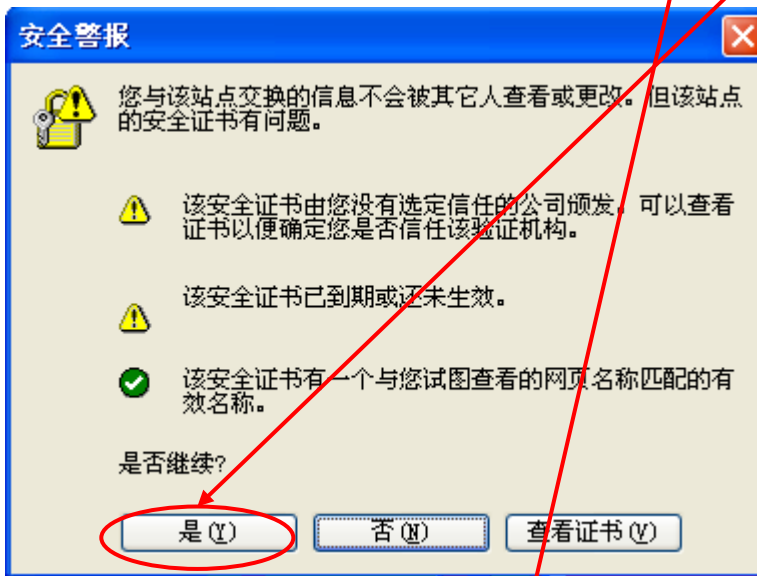 安全警报
您与该站点交换的信息不会被其它人查看或更改。但该站点
的安全证书有问题。
该安全证书由您没有选定信任的公司颁发。可以查看
证书以便确定您是否信任该验证机构。
该安全证书已到期或还未生效。
该安全证书有一个与您试图查看的网页名称匹配的有
效名称。
是否继续?
是(Y) 否(N) 查看证书(V)